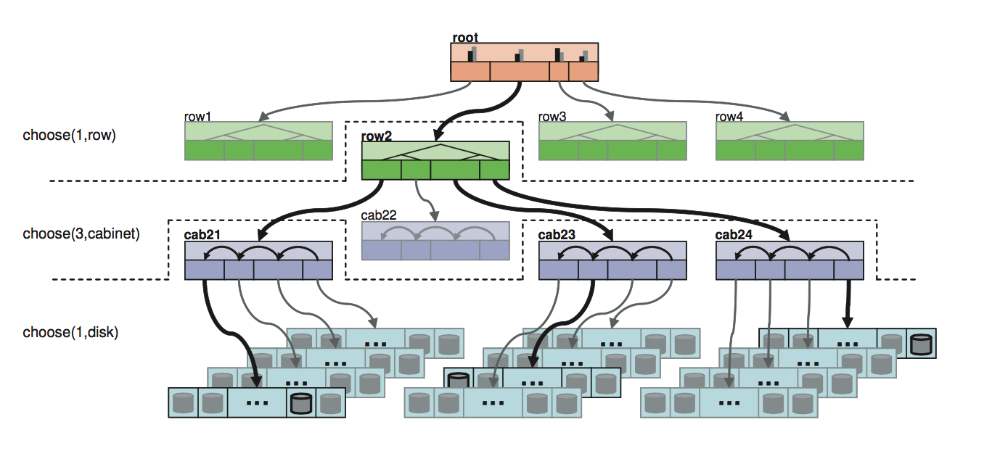 root
row1
row3
row4
choose(1,row)
row2
cab22
choose(3,cabinet)
cab21
cab23
cab24
choose(1,disk)
...
...
...
...
...
...
...
...
...
...
...
...